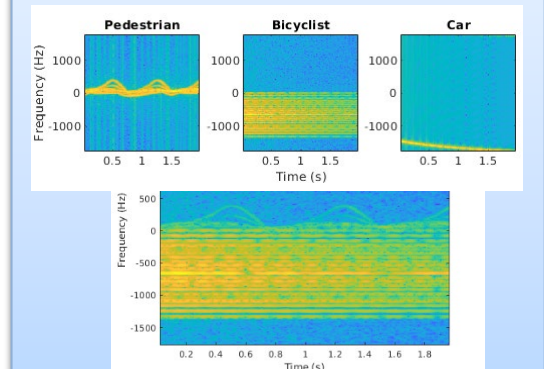 Pedestrian Bicyclist Car
Frequency (Hz)
1000 1000 1000
0 0 0
-1000 -1000 -1000
0.5 1 1.5 0.5 1 1.5 0.5 1 1.5
Time (s)
Frequency (Hz)
500
0
-500
-1000
-1500
0.2 0.4 0.6 0.8 1 1.2 1.4 1.6 1.8
Time (s)